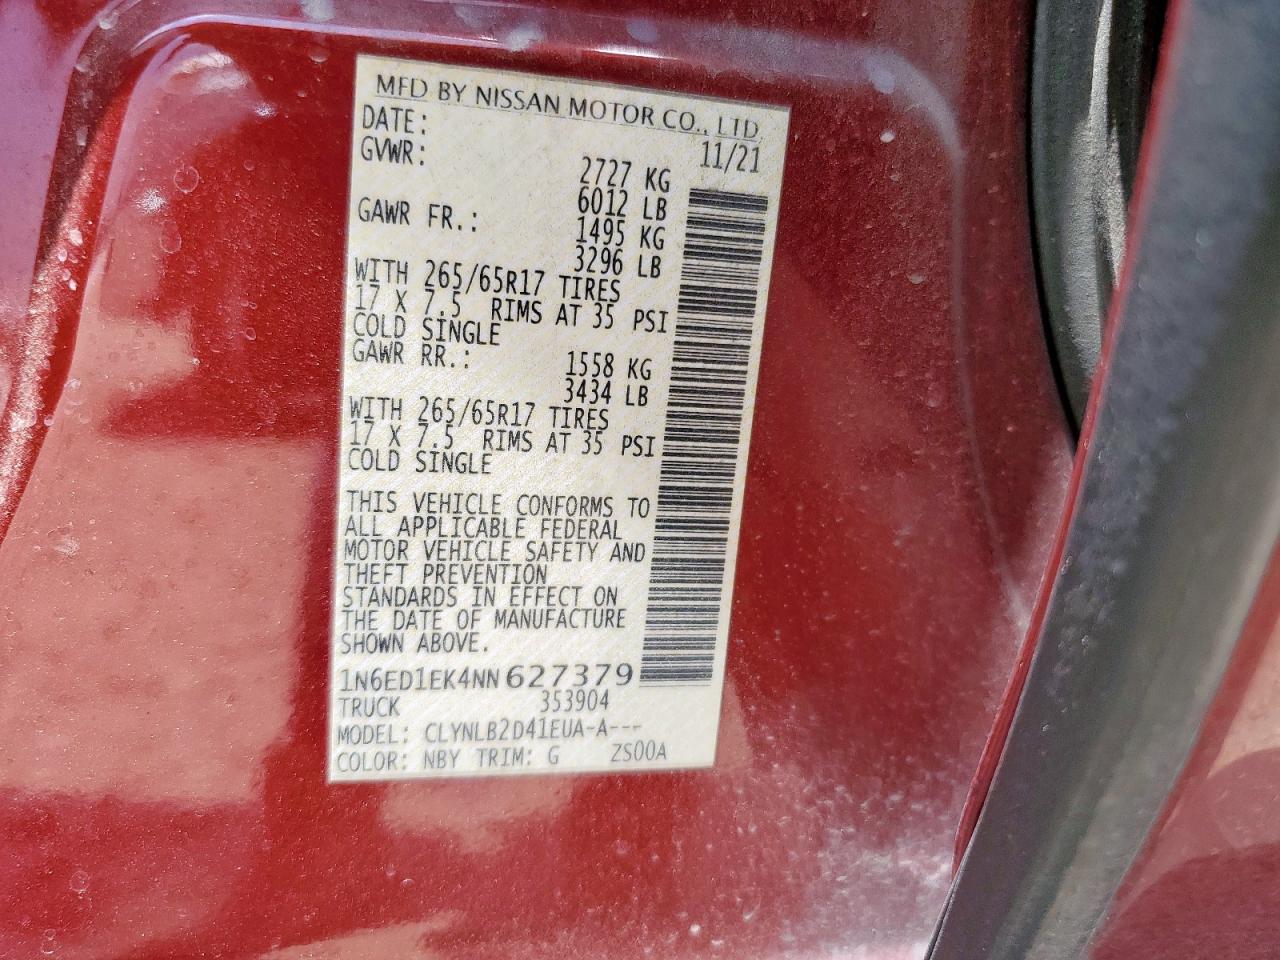 MFD BY NISSAN MOTOR CO., LTD
DATE: 11/21
GVWR: 2727 KG
6012 LB
GAWR FR.: 1495 KG
3296 LB
WITH 265/65R17 TIRES
17 X 7.5 RIMS AT 35 PSI
COLD SINGLE
GAWR RR.: 1558 KG
3434 LB
WITH 265/65R17 TIRES
17 X 7.5 RIMS AT 35 PSI
COLD SINGLE
THIS VEHICLE CONFORMS TO
ALL APPLICABLE FEDERAL
MOTOR VEHICLE SAFETY AND
THEFT PREVENTION
STANDARDS IN EFFECT ON
THE DATE OF MANUFACTURE
SHOWN ABOVE.
1N6ED1EK4NN627379
TRUCK 353904
MODEL: CLYNLB2D41EUA-A---
COLOR: NBY TRIM: G ZS00A